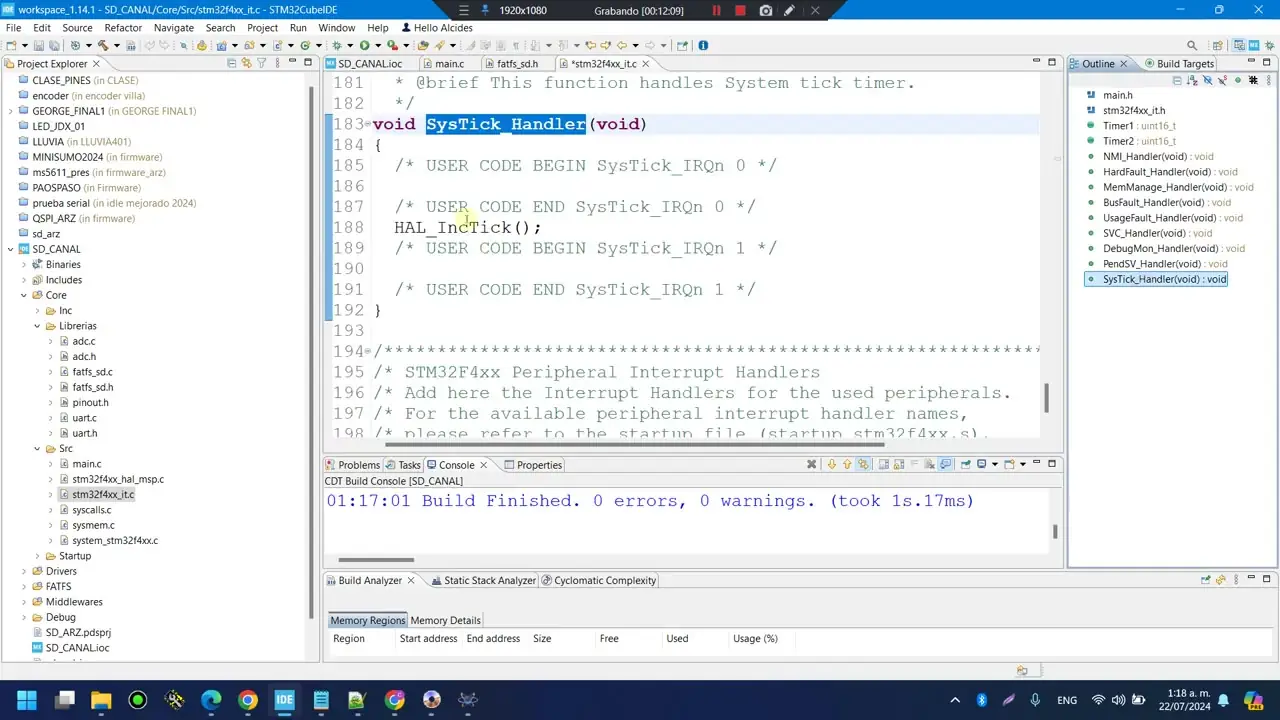 workspace_1.14.1 - SD_CANAL/Core/Src/stm32f4xx_it.c - STM32CubeIDE
1920x1080
Grabando [00:12:09]
File Edit Source Refactor Navigate Search Project Run Window Help Hello Alcides
Project Explorer
CLASE_PINES (in CLASE)
encoder (in encoder villa)
GEORGE_FINAL1 (in GEORGE FINAL1)
LED_JDX_01
LLUVIA (in LLUVIA401)
MINISUMO2024 (in firmware)
ms5611_pres (in firmware_arz)
PAOSPASO (in Firmware)
prueba serial (in idle mejorado 2024)
QSPI_ARZ (in firmware)
sd_arz
SD_CANAL
Binaries
Includes
Core
Inc
Librerias
adc.c
adc.h
fatfs_sd.c
fatfs_sd.h
pinout.h
uart.c
uart.h
Src
main.c
stm32f4xx_hal_msp.c
stm32f4xx_it.c
syscalls.c
sysmem.c
system_stm32f4xx.c
Startup
Drivers
FATFS
Middlewares
Debug
SD_ARZ.pdsprj
SD_CANAL.ioc
SD_CANAL.ioc main.c fatfs_sd.h *stm32f4xx_it.c
181 * @brief This function handles System tick timer.
182 */
183 void SysTick_Handler(void)
184 {
185 /* USER CODE BEGIN SysTick_IRQn 0 */
186
187 /* USER CODE END SysTick_IRQn 0 */
188 HAL_IncTick();
189 /* USER CODE BEGIN SysTick_IRQn 1 */
190
191 /* USER CODE END SysTick_IRQn 1 */
192 }
193
194 /***************************************************************
195 /* STM32F4xx Peripheral Interrupt Handlers
196 /* Add here the Interrupt Handlers for the used peripherals.
197 /* For the available peripheral interrupt handler names,
198 /* please refer to the startup file (startup_stm32f4xx.s).
Outline Build Targets
main.h
stm32f4xx_it.h
Timer1 : uint16_t
Timer2 : uint16_t
NMI_Handler(void) : void
HardFault_Handler(void) : void
MemManage_Handler(void) : void
BusFault_Handler(void) : void
UsageFault_Handler(void) : void
SVC_Handler(void) : void
DebugMon_Handler(void) : void
PendSV_Handler(void) : void
SysTick_Handler(void) : void
Problems Tasks Console Properties
CDT Build Console [SD_CANAL]
01:17:01 Build Finished. 0 errors, 0 warnings. (took 1s.17ms)
Build Analyzer Static Stack Analyzer Cyclomatic Complexity
Memory Regions Memory Details
Region Start address End address Size Free Used Usage (%)
IDE
ENG
1:18 a. m.
22/07/2024